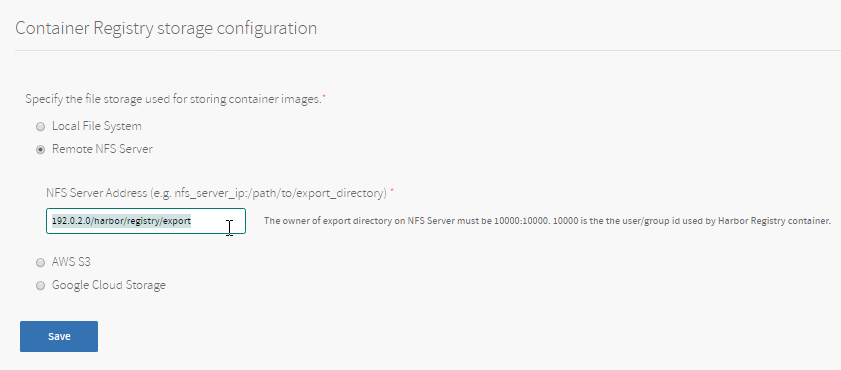 Container Registry storage configuration
Specify the file storage used for storing container images.*
Local File System
Remote NFS Server
NFS Server Address (e.g. nfs_server_ip:/path/to/export_directory) *
192.0.2.0/harbor/registry/export
The owner of export directory on NFS Server must be 10000:10000. 10000 is the the user/group id used by Harbor Registry container.
AWS S3
Google Cloud Storage
Save